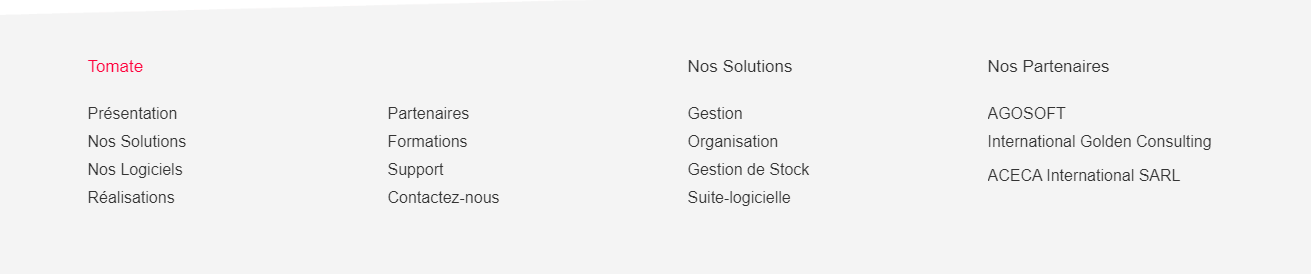 Tomate
Présentation
Nos Solutions
Nos Logiciels
Réalisations
Partenaires
Formations
Support
Contactez-nous
Nos Solutions
Gestion
Organisation
Gestion de Stock
Suite-logicielle
Nos Partenaires
AGOSOFT
International Golden Consulting
ACECA International SARL